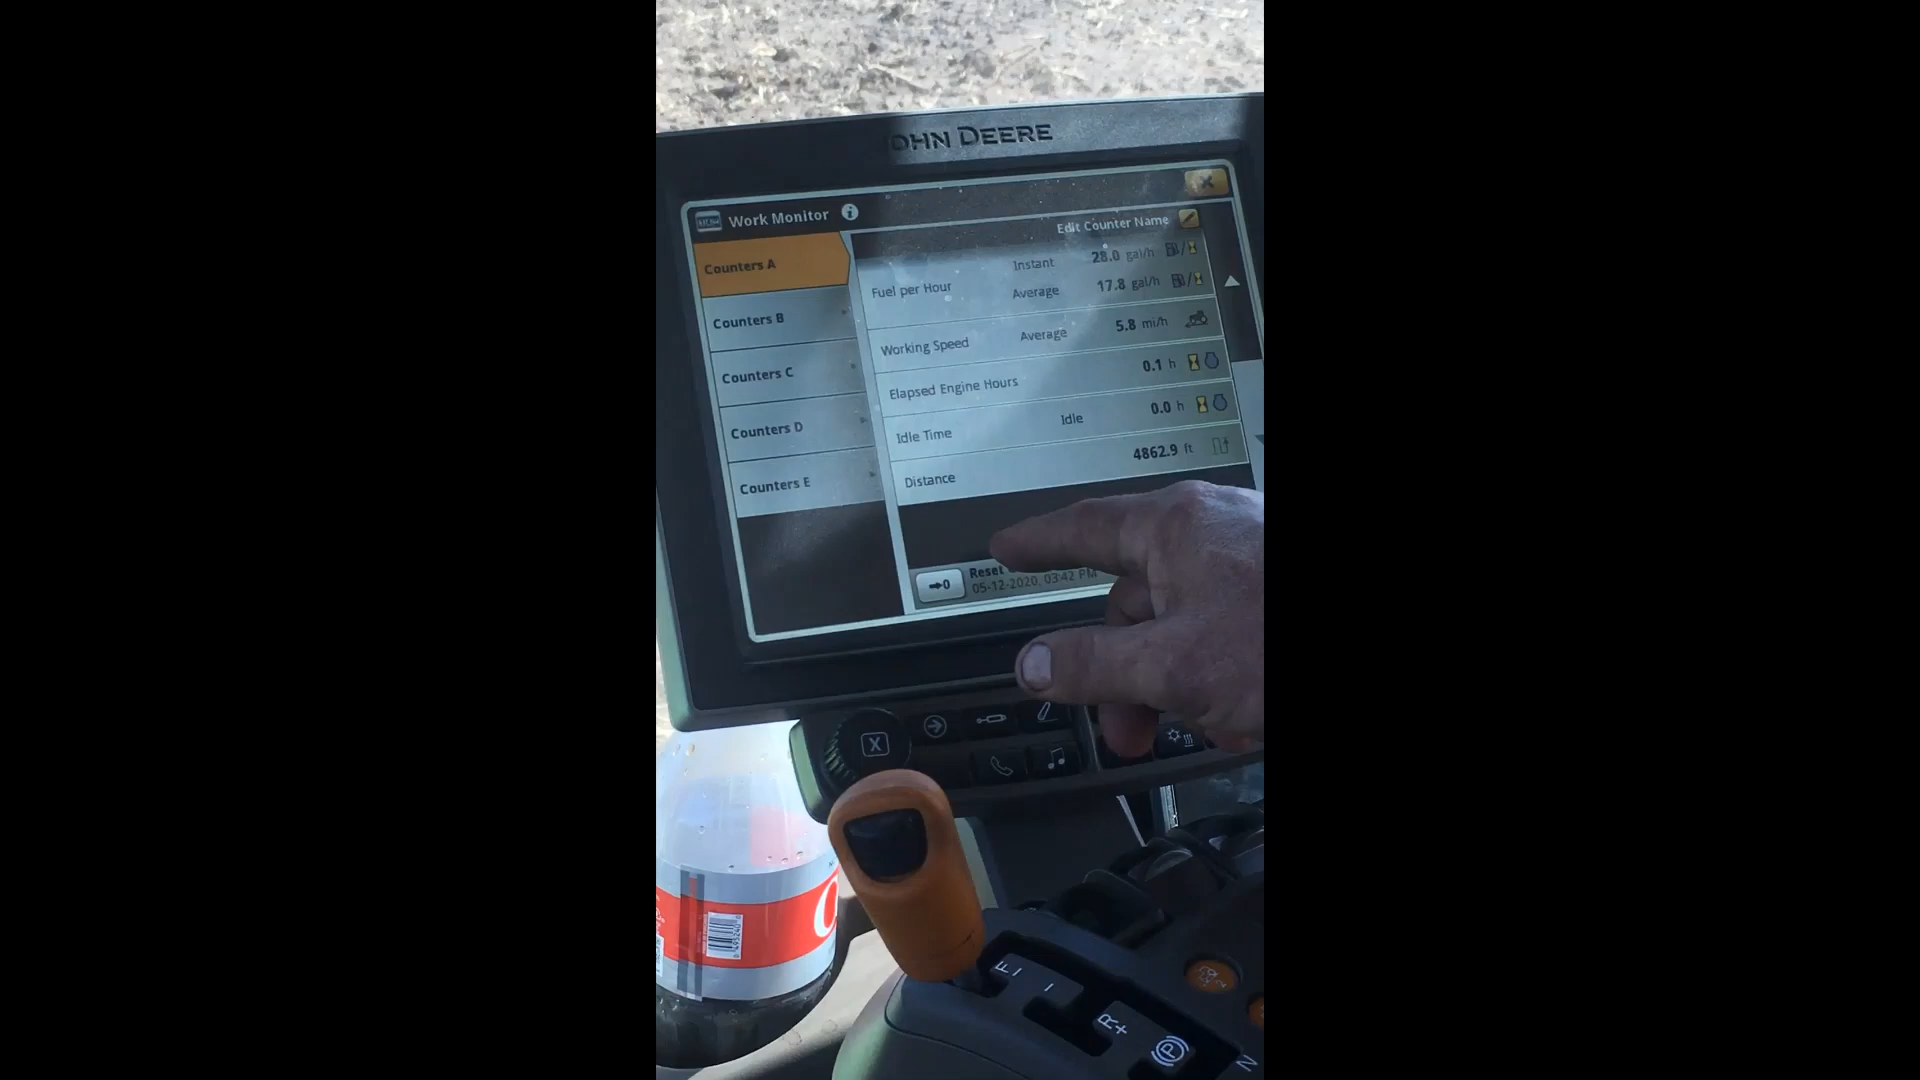 JOHN DEERE
Work Monitor
Edit Counter Name
Counters A
Counters B
Counters C
Counters D
Counters E
Fuel per Hour
Instant 28.0 gal/h
Average 17.8 gal/h
Working Speed Average 5.8 mi/h
Elapsed Engine Hours 0.1 h
Idle Time Idle 0.0 h
Distance 4862.9 ft
→0
Reset
05-12-2020, 03:42 PM
X
F
R
P
N